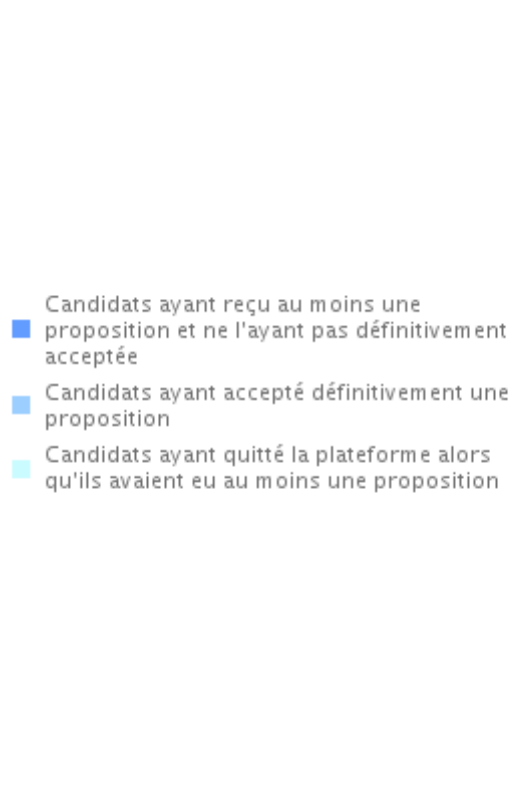 Candidats ayant reçu au moins une
proposition et ne l'ayant pas définitivement
acceptée
Candidats ayant accepté définitivement une
proposition
Candidats ayant quitté la plateforme alors
qu'ils avaient eu au moins une proposition